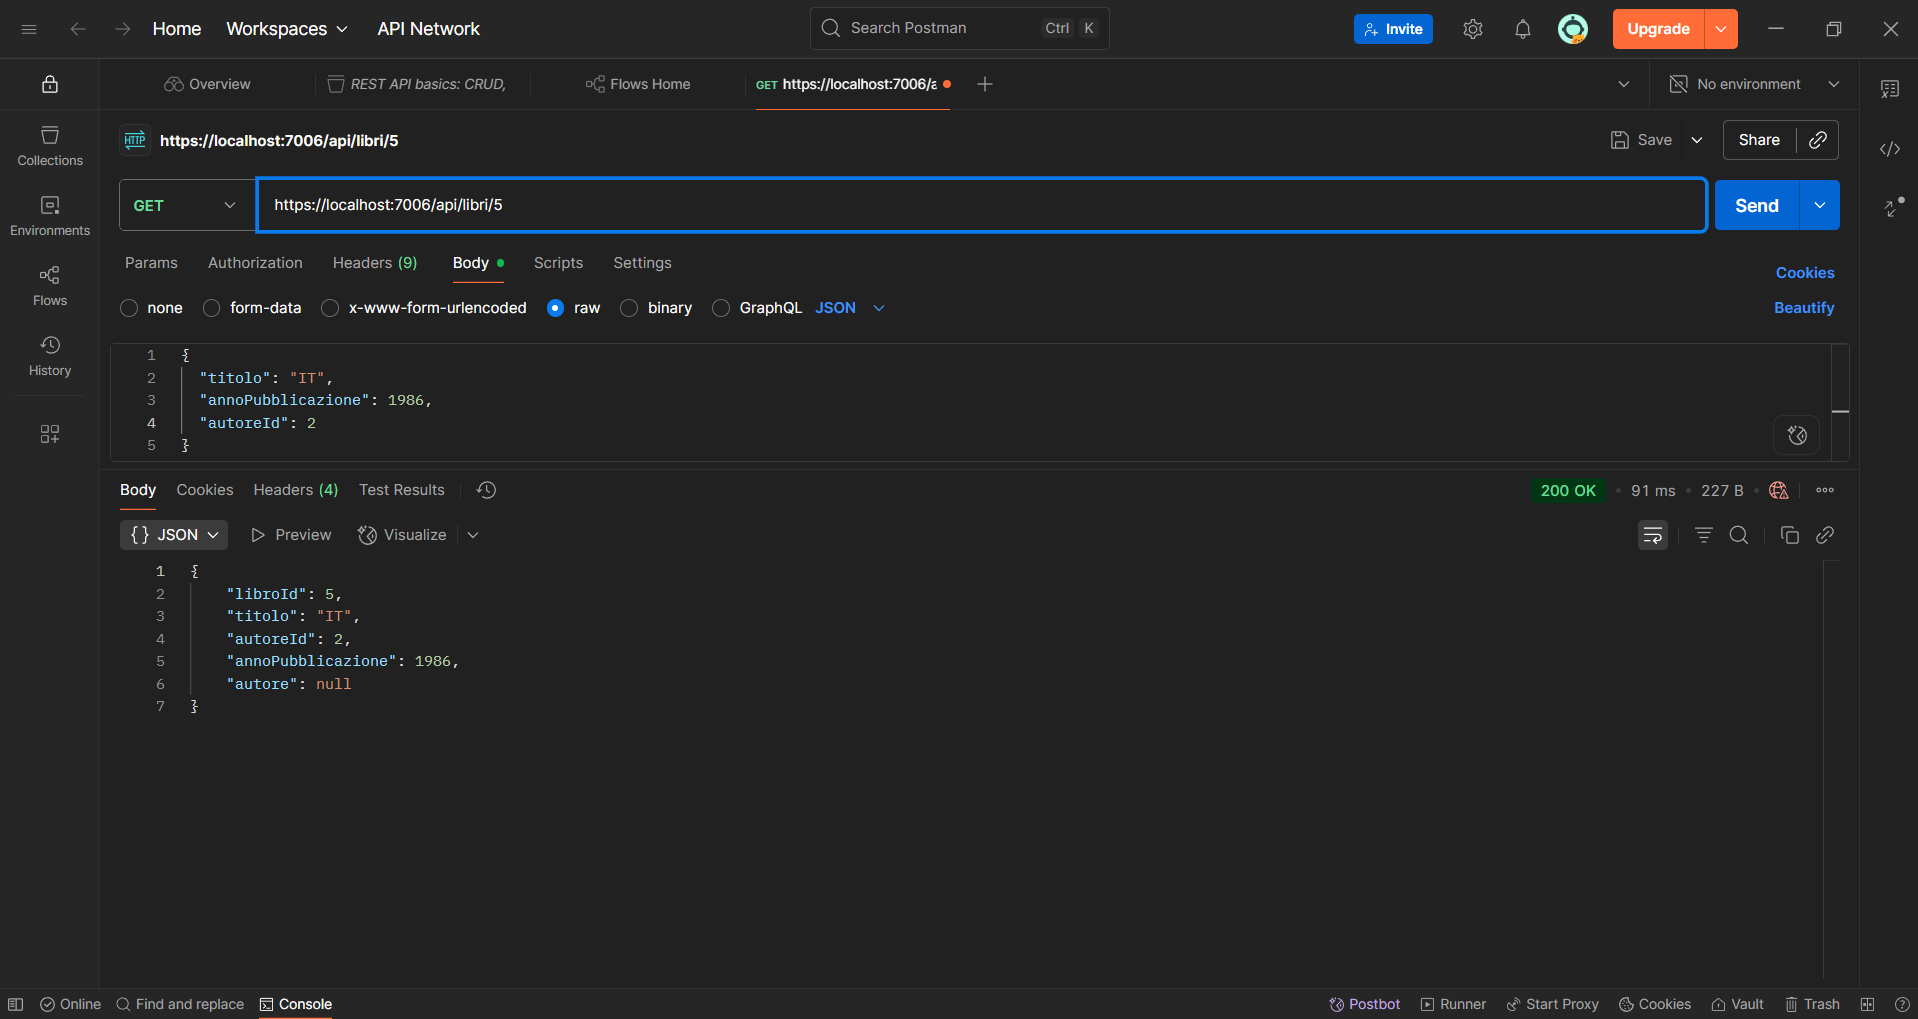 Home Workspaces API Network Search Postman Ctrl K Invite Upgrade
Overview REST API basics: CRUD, Flows Home GET https://localhost:7006/a No environment
HTTP https://localhost:7006/api/libri/5 Save Share
Collections
Environments
Flows
History
GET https://localhost:7006/api/libri/5 Send
Params Authorization Headers (9) Body Scripts Settings Cookies
none form-data x-www-form-urlencoded raw binary GraphQL JSON Beautify
1 {
2 "titolo": "IT",
3 "annoPubblicazione": 1986,
4 "autoreId": 2
5 }
Body Cookies Headers (4) Test Results 200 OK 91 ms 227 B
{} JSON Preview Visualize
1 {
2 "libroId": 5,
3 "titolo": "IT",
4 "autoreId": 2,
5 "annoPubblicazione": 1986,
6 "autore": null
7 }
Online Find and replace Console Postbot Runner Start Proxy Cookies Vault Trash